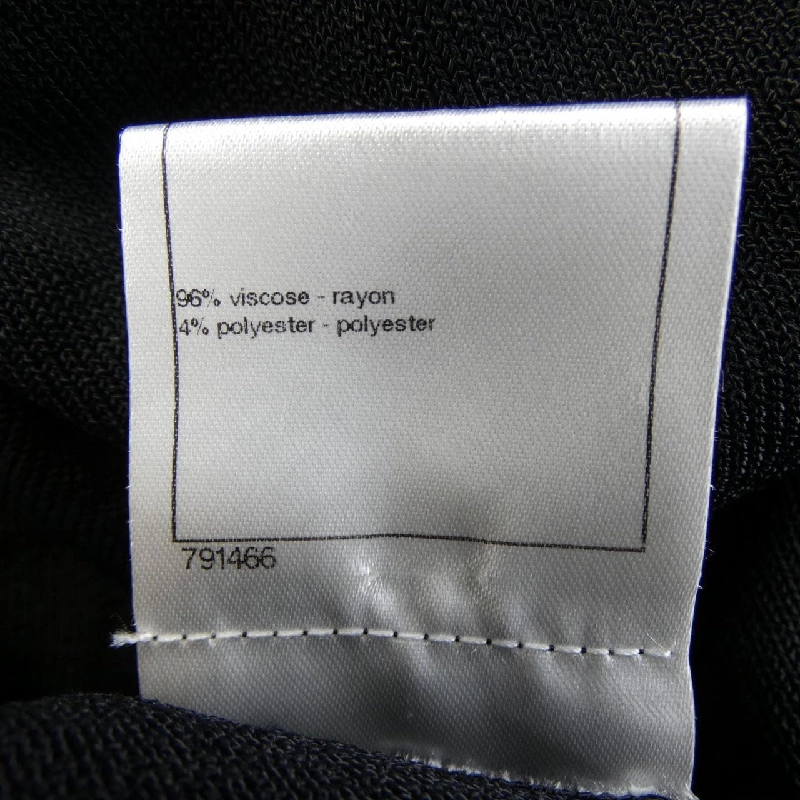 96% viscose - rayon
4% polyester - polyester
791466